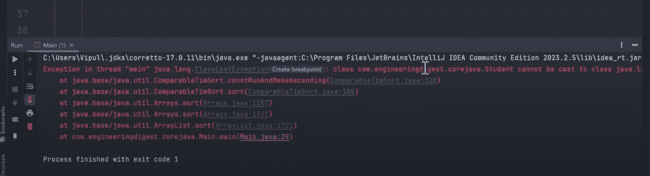 37
38
Run: Main (1) ×
C:\Users\Vipul\.jdks\corretto-17.0.11\bin\java.exe "-javaagent:C:\Program Files\JetBrains\IntelliJ IDEA Community Edition 2023.2.5\lib\idea_rt.jar
Exception in thread "main" java.lang.ClassCastException Create breakpoint : class com.engineeringdigest.corejava.Student cannot be cast to class java.l
at java.base/java.util.ComparableTimSort.countRunAndMakeAscending(ComparableTimSort.java:320)
at java.base/java.util.ComparableTimSort.sort(ComparableTimSort.java:188)
at java.base/java.util.Arrays.sort(Arrays.java:1107)
at java.base/java.util.Arrays.sort(Arrays.java:1301)
at java.base/java.util.ArrayList.sort(ArrayList.java:1721)
at com.engineeringdigest.corejava.Main.main(Main.java:39)
Process finished with exit code 1
Bookmarks
Structure